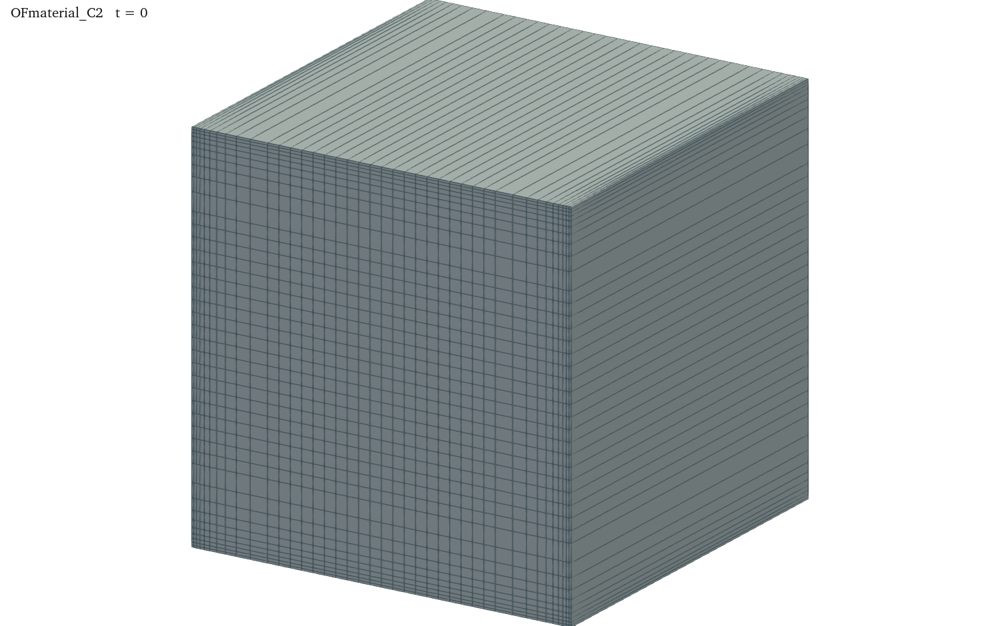 OFmaterial_C2 t = 0